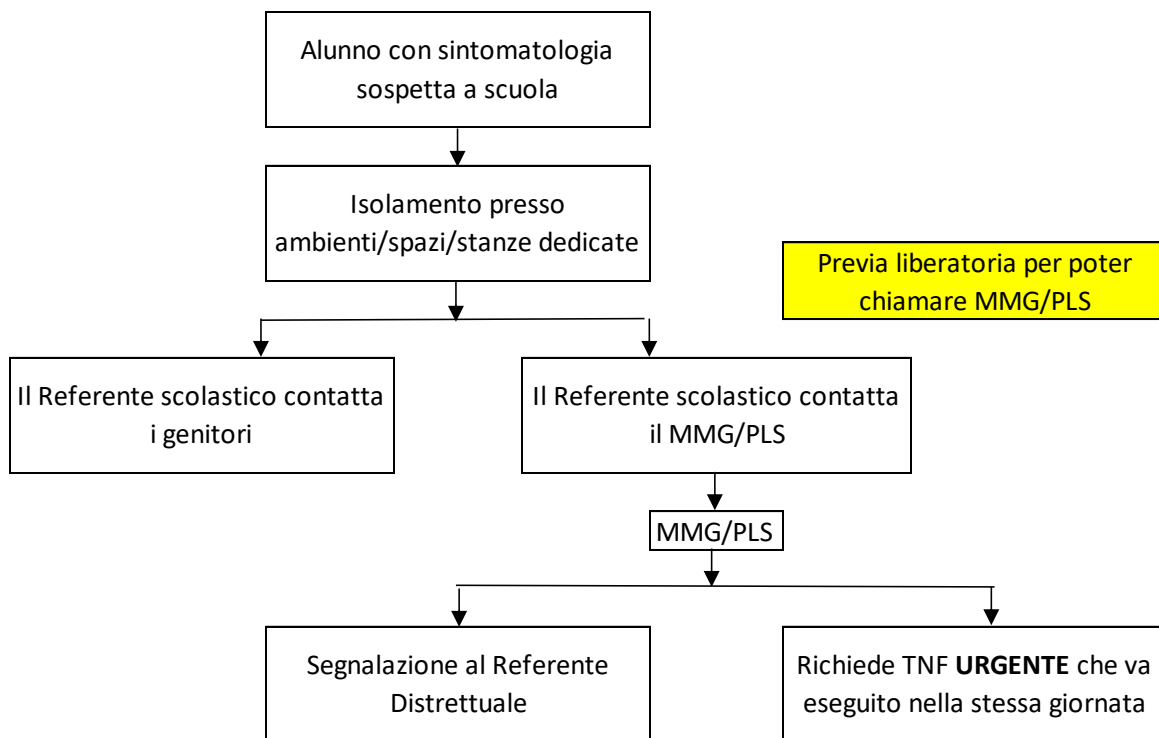 Alunno con sintomatologia
sospetta a scuola
Isolamento presso
ambienti/spazi/stanze dedicate
Previa liberatoria per poter
chiamare MMG/PLS
Il Referente scolastico contatta
i genitori
Il Referente scolastico contatta
il MMG/PLS
MMG/PLS
Segnalazione al Referente
Distrettuale
Richiede TNF URGENTE che va
eseguito nella stessa giornata